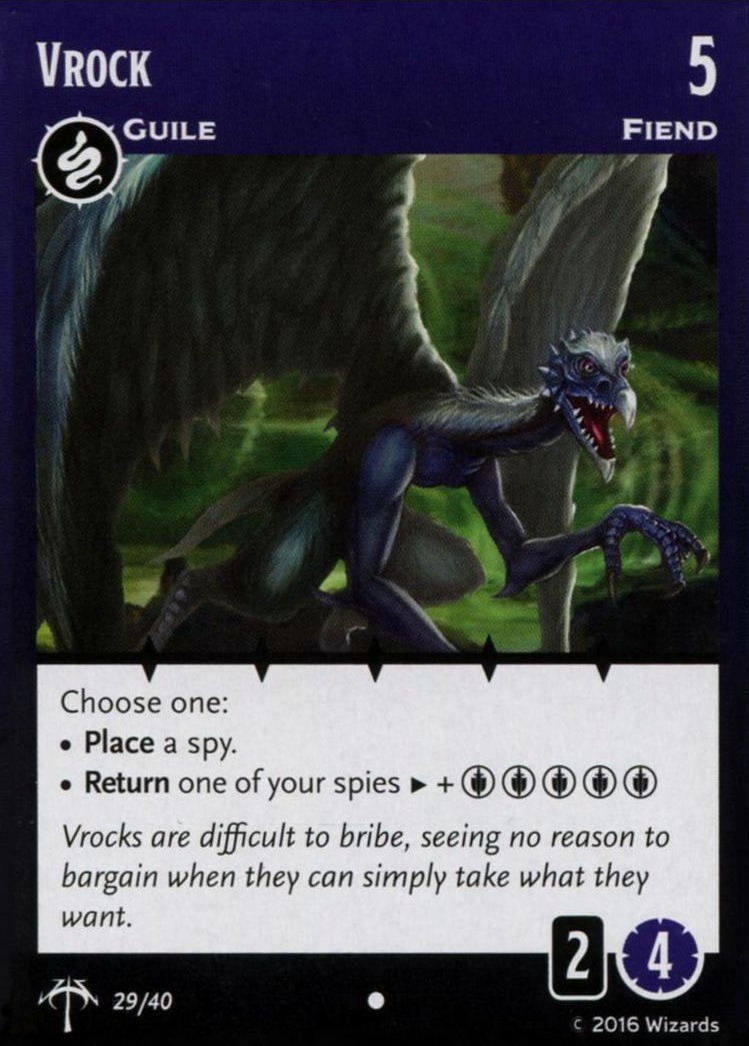 Vrock 5
Guile Fiend
Choose one:
• Place a spy.
• Return one of your spies ▶ +
Vrocks are difficult to bribe, seeing no reason to
bargain when they can simply take what they
want.
2 4
29/40
© 2016 Wizards